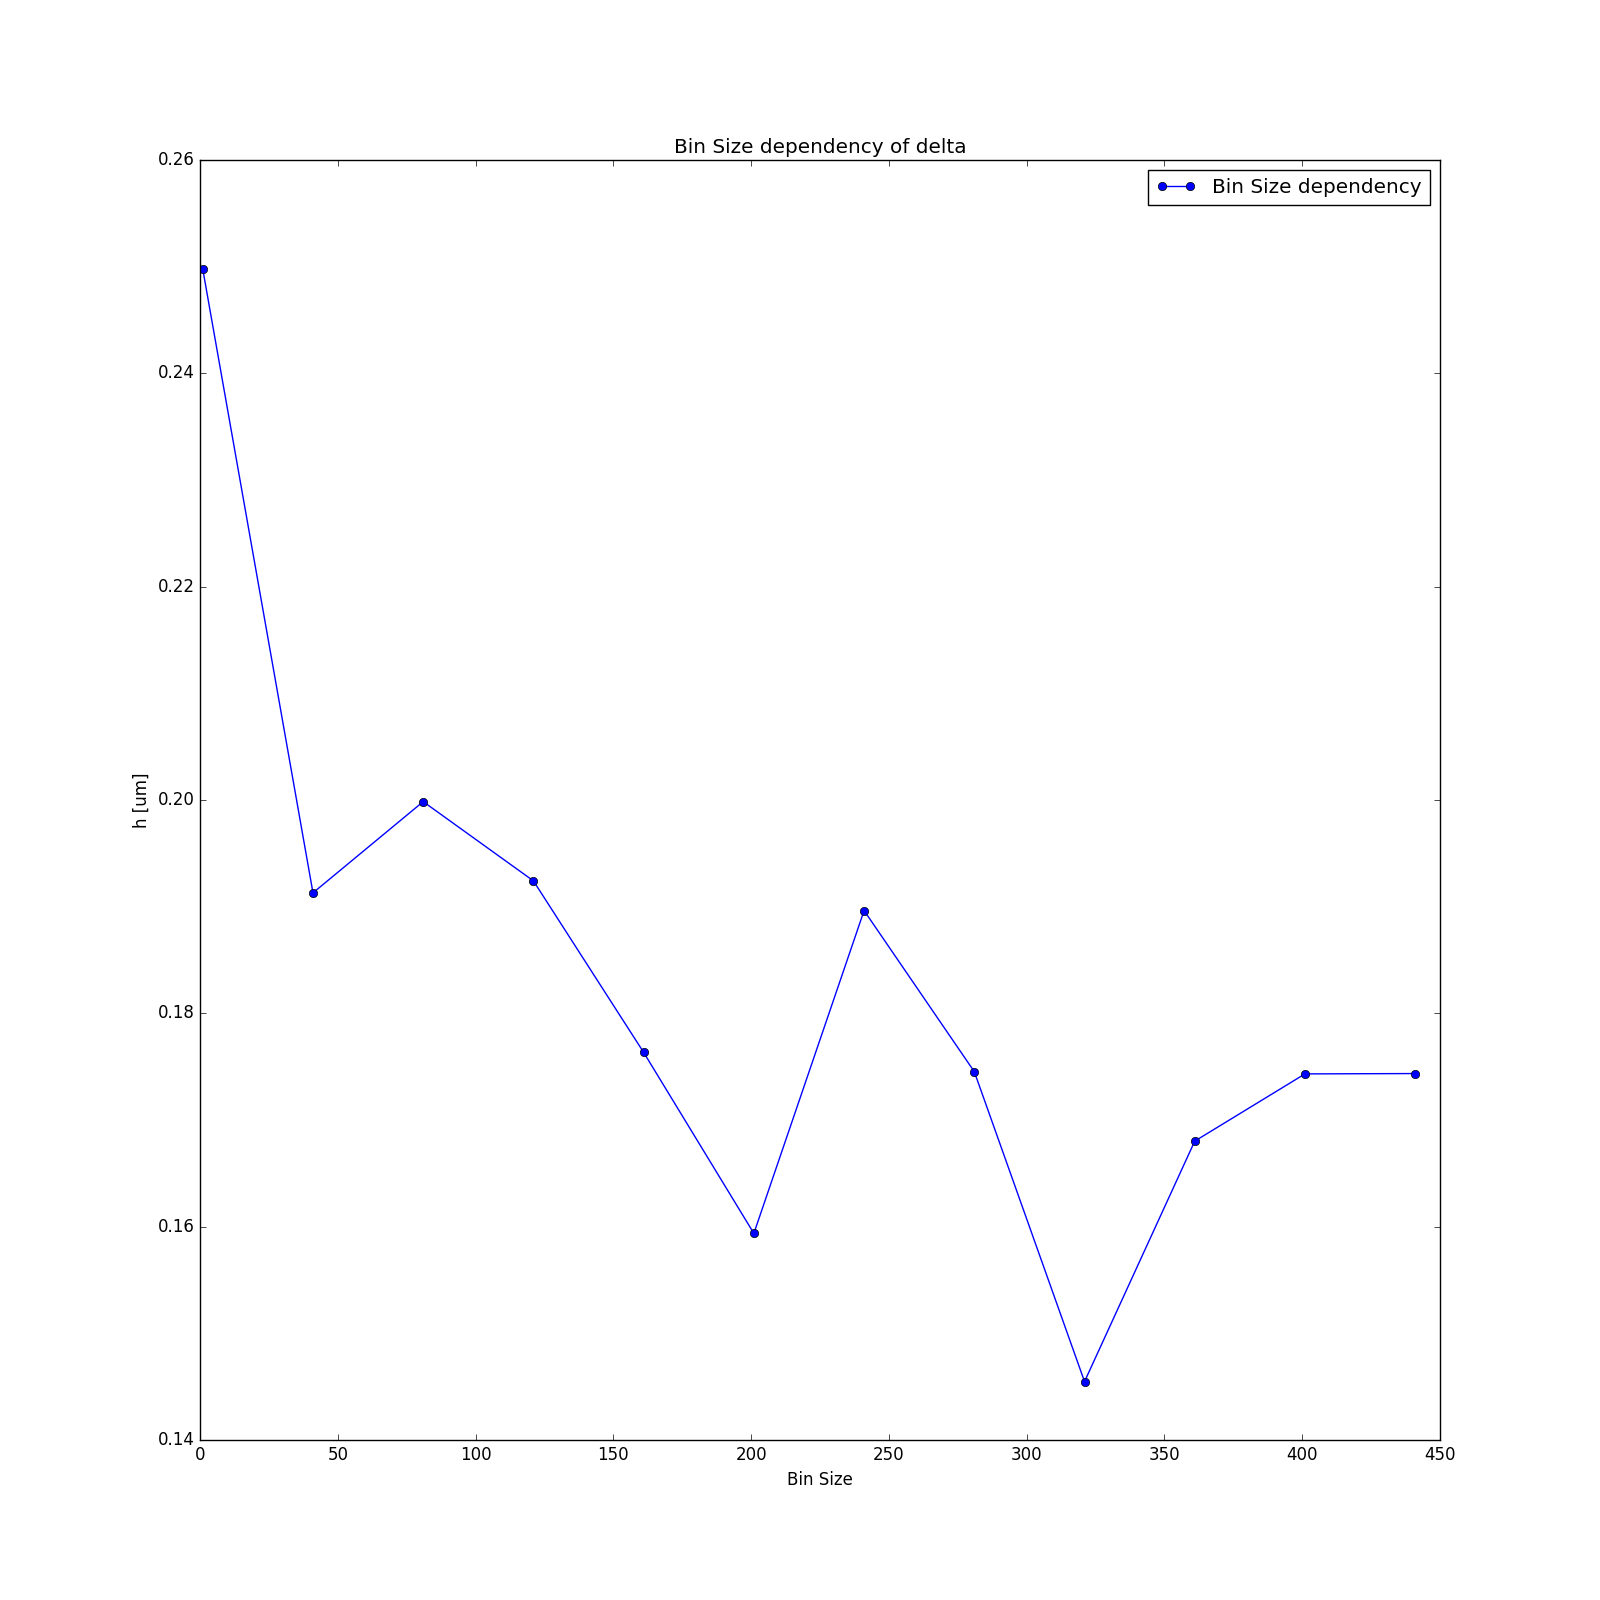 Bin Size dependency of delta
Bin Size dependency
0.26
0.24
0.22
0.20
0.18
0.16
0.14
h [um]
0 50 100 150 200 250 300 350 400 450
Bin Size